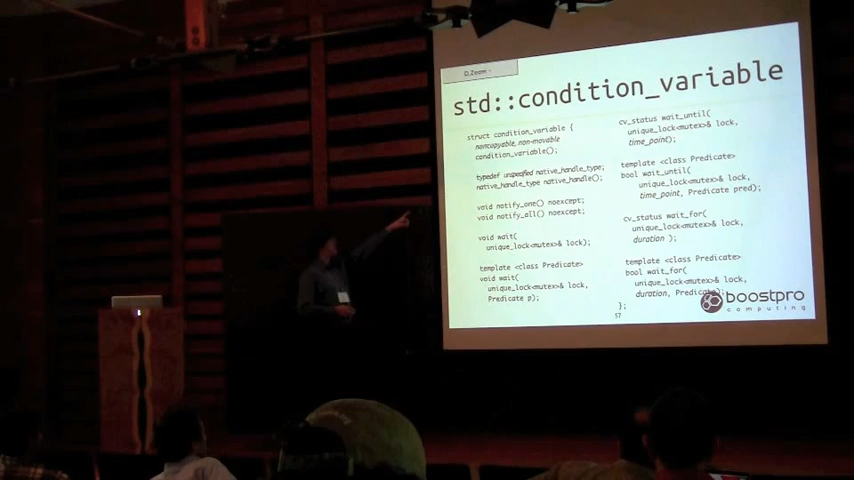 D.Zoom -
std::condition_variable
struct condition_variable {
noncopyable, non-movable
condition_variable();
typedef unspecified native_handle_type;
native_handle_type native_handle();
void notify_one() noexcept;
void notify_all() noexcept;
void wait(
unique_lock<mutex>& lock);
template <class Predicate>
void wait(
unique_lock<mutex>& lock,
Predicate p);
cv_status wait_until(
unique_lock<mutex>& lock,
time_point);
template <class Predicate>
bool wait_until(
unique_lock<mutex>& lock,
time_point, Predicate pred);
cv_status wait_for(
unique_lock<mutex>& lock,
duration );
template <class Predicate>
bool wait_for(
unique_lock<mutex>& lock,
duration, Predicate);
};
57
boostpro
computing